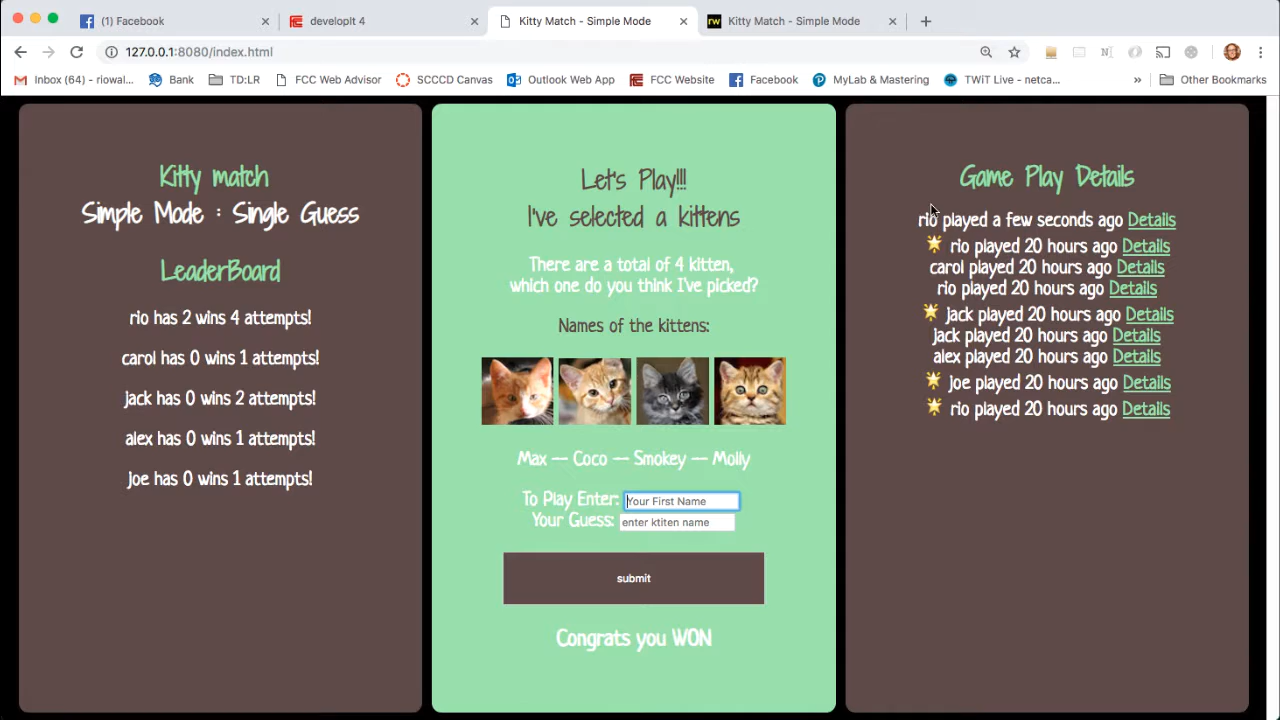 (1) Facebook
developIt 4
Kitty Match - Simple Mode
rw
Kitty Match - Simple Mode
127.0.0.1:8080/index.html
Inbox (64) - riowal...
Bank
TD:LR
FCC Web Advisor
SCCCD Canvas
Outlook Web App
FCC Website
Facebook
MyLab & Mastering
TWiT Live - netca...
»
Other Bookmarks
Kitty match
Simple Mode : Single Guess
LeaderBoard
rio has 2 wins 4 attempts!
carol has 0 wins 1 attempts!
jack has 0 wins 2 attempts!
alex has 0 wins 1 attempts!
joe has 0 wins 1 attempts!
Let's Play!!!
I've selected a kittens
There are a total of 4 kitten,
which one do you think I've picked?
Names of the kittens:
Max -- Coco -- Smokey -- Molly
To Play Enter: Your First Name
Your Guess: enter ktiten name
submit
Congrats you WON
Game Play Details
rio played a few seconds ago Details
rio played 20 hours ago Details
carol played 20 hours ago Details
rio played 20 hours ago Details
Jack played 20 hours ago Details
jack played 20 hours ago Details
alex played 20 hours ago Details
Joe played 20 hours ago Details
rio played 20 hours ago Details